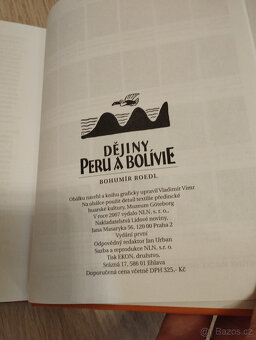 DĚJINY
PERU A BOLÍVIE
BOHUMÍR ROEDL
Obálku navrhl a knihu graficky upravil Vladimír Vimr
Na obálce použit detail textilie předincké
huarské kultury, Muzeum Göteborg
V roce 2007 vydalo NLN, s. r. o.,
Nakladatelství Lidové noviny,
Jana Masaryka 56, 120 00 Praha 2
Vydání první
Odpovědný redaktor Jan Urban
Sazba a reprodukce NLN, s. r. o.
Tisk EKON, družstvo,
Srázná 17, 586 01 Jihlava
Doporučená cena včetně DPH 325,- Kč
sbazar.cz